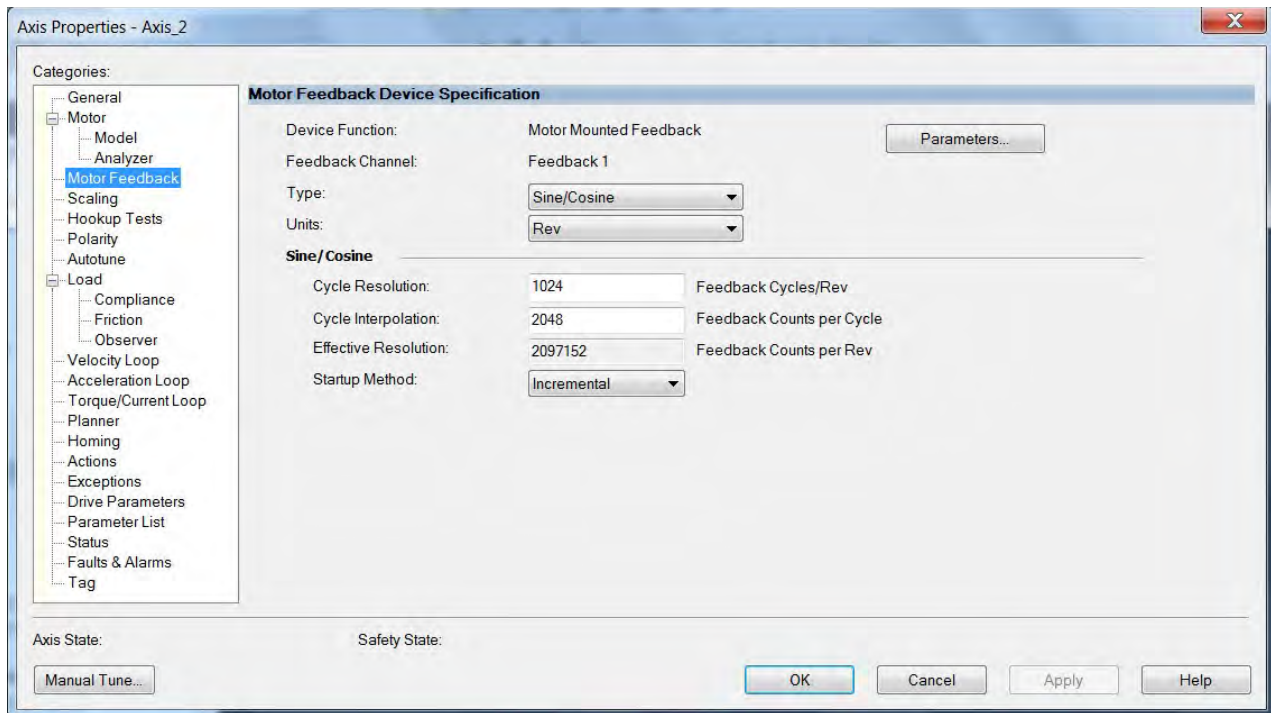 Axis Properties - Axis_2
X
Categories:
General
Motor
Model
Analyzer
Motor Feedback
Scaling
Hookup Tests
Polarity
Autotune
Load
Compliance
Friction
Observer
Velocity Loop
Acceleration Loop
Torque/Current Loop
Planner
Homing
Actions
Exceptions
Drive Parameters
Parameter List
Status
Faults & Alarms
Tag
Motor Feedback Device Specification
Device Function: Motor Mounted Feedback Parameters...
Feedback Channel: Feedback 1
Type: Sine/Cosine
Units: Rev
Sine/Cosine
Cycle Resolution: 1024 Feedback Cycles/Rev
Cycle Interpolation: 2048 Feedback Counts per Cycle
Effective Resolution: 2097152 Feedback Counts per Rev
Startup Method: Incremental
Axis State: Safety State:
Manual Tune... OK Cancel Apply Help